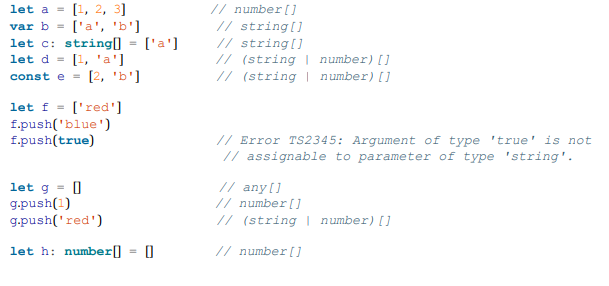 let a = [1, 2, 3] // number[]
var b = ['a', 'b'] // string[]
let c: string[] = ['a'] // string[]
let d = [1, 'a'] // (string | number)[]
const e = [2, 'b'] // (string | number)[]
let f = ['red']
f.push('blue')
f.push(true) // Error TS2345: Argument of type 'true' is not
// assignable to parameter of type 'string'.
let g = [] // any[]
g.push(1) // number[]
g.push('red') // (string | number)[]
let h: number[] = [] // number[]